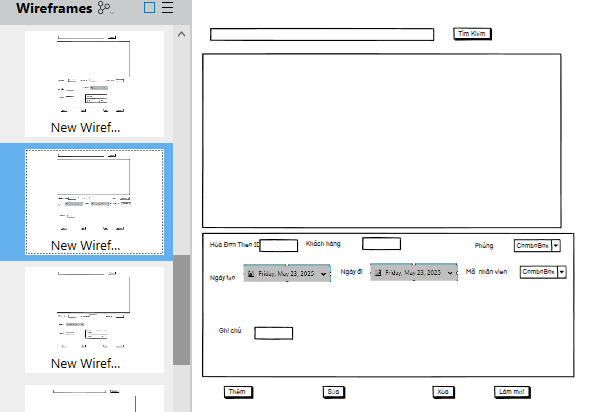 Wireframes
New Wiref...
New Wiref...
New Wiref...
Tìm Kiếm
Hóa Đơn Theo ID
Khách hàng
Phòng
ComboBox
Ngày tạo
Friday, May 23, 2025
Ngày đi
Friday, May 23, 2025
Mã nhân viên
ComboBox
Ghi chú
Thêm
Sửa
Xóa
Làm mới